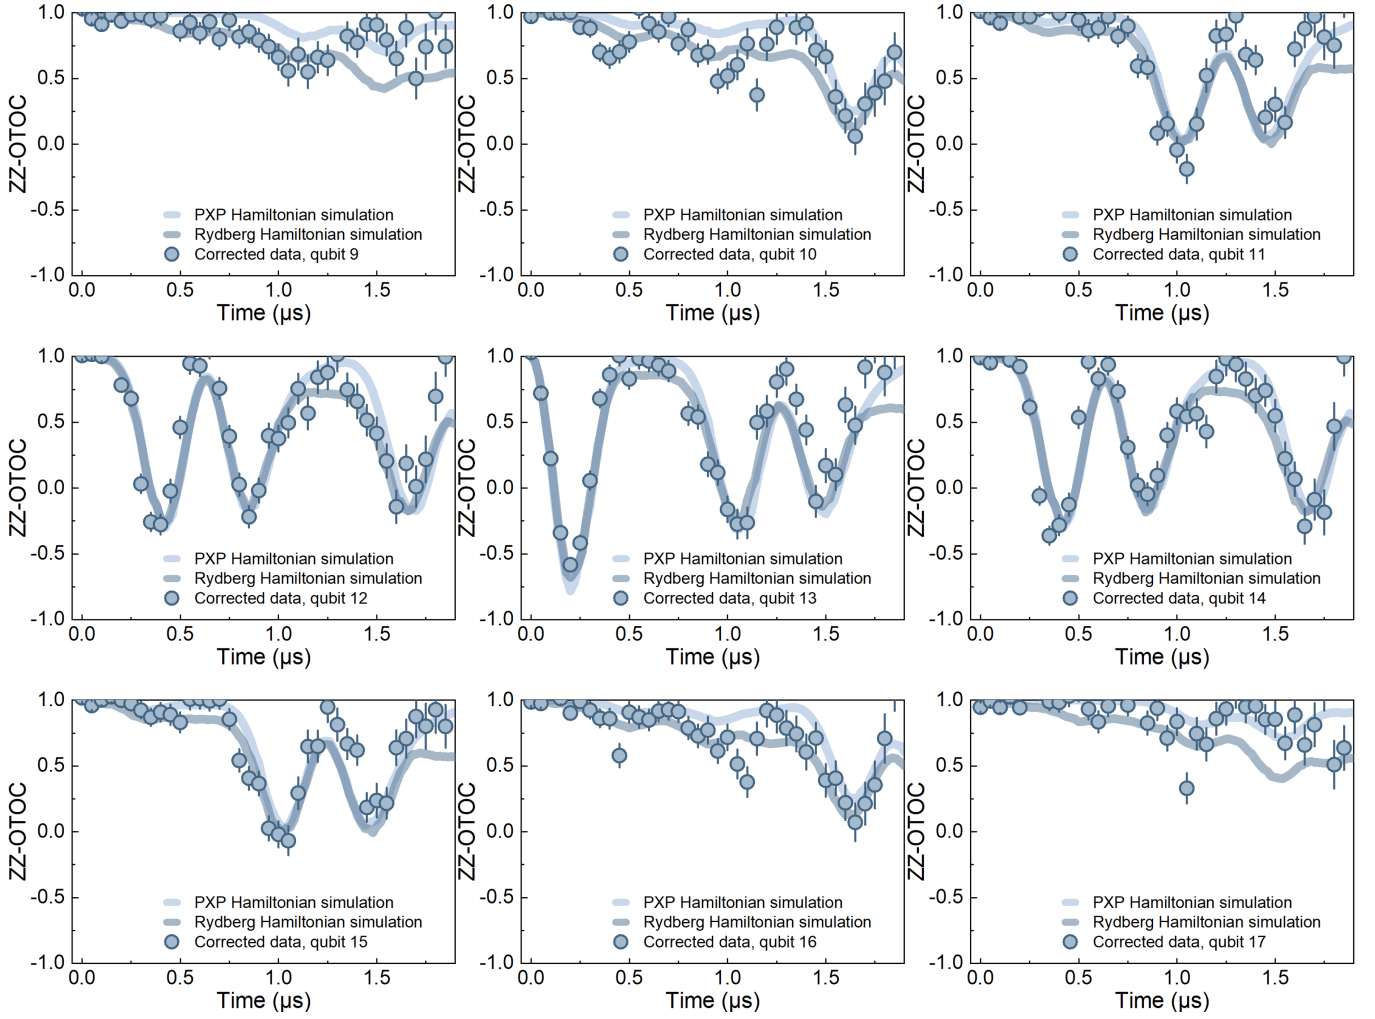 1.0
0.5
0.0
-0.5
-1.0
ZZ-OTOC
PXP Hamiltonian simulation
Rydberg Hamiltonian simulation
Corrected data, qubit 9
0.0 0.5 1.0 1.5
Time (µs)
1.0
0.5
0.0
-0.5
-1.0
ZZ-OTOC
PXP Hamiltonian simulation
Rydberg Hamiltonian simulation
Corrected data, qubit 10
0.0 0.5 1.0 1.5
Time (µs)
1.0
0.5
0.0
-0.5
-1.0
ZZ-OTOC
PXP Hamiltonian simulation
Rydberg Hamiltonian simulation
Corrected data, qubit 11
0.0 0.5 1.0 1.5
Time (µs)
1.0
0.5
0.0
-0.5
-1.0
ZZ-OTOC
PXP Hamiltonian simulation
Rydberg Hamiltonian simulation
Corrected data, qubit 12
0.0 0.5 1.0 1.5
Time (µs)
1.0
0.5
0.0
-0.5
-1.0
ZZ-OTOC
PXP Hamiltonian simulation
Rydberg Hamiltonian simulation
Corrected data, qubit 13
0.0 0.5 1.0 1.5
Time (µs)
1.0
0.5
0.0
-0.5
-1.0
ZZ-OTOC
PXP Hamiltonian simulation
Rydberg Hamiltonian simulation
Corrected data, qubit 14
0.0 0.5 1.0 1.5
Time (µs)
1.0
0.5
0.0
-0.5
-1.0
ZZ-OTOC
PXP Hamiltonian simulation
Rydberg Hamiltonian simulation
Corrected data, qubit 15
0.0 0.5 1.0 1.5
Time (µs)
1.0
0.5
0.0
-0.5
-1.0
ZZ-OTOC
PXP Hamiltonian simulation
Rydberg Hamiltonian simulation
Corrected data, qubit 16
0.0 0.5 1.0 1.5
Time (µs)
1.0
0.5
0.0
-0.5
-1.0
ZZ-OTOC
PXP Hamiltonian simulation
Rydberg Hamiltonian simulation
Corrected data, qubit 17
0.0 0.5 1.0 1.5
Time (µs)